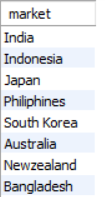 market
India
Indonesia
Japan
Philiphines
South Korea
Australia
Newzealand
Bangladesh